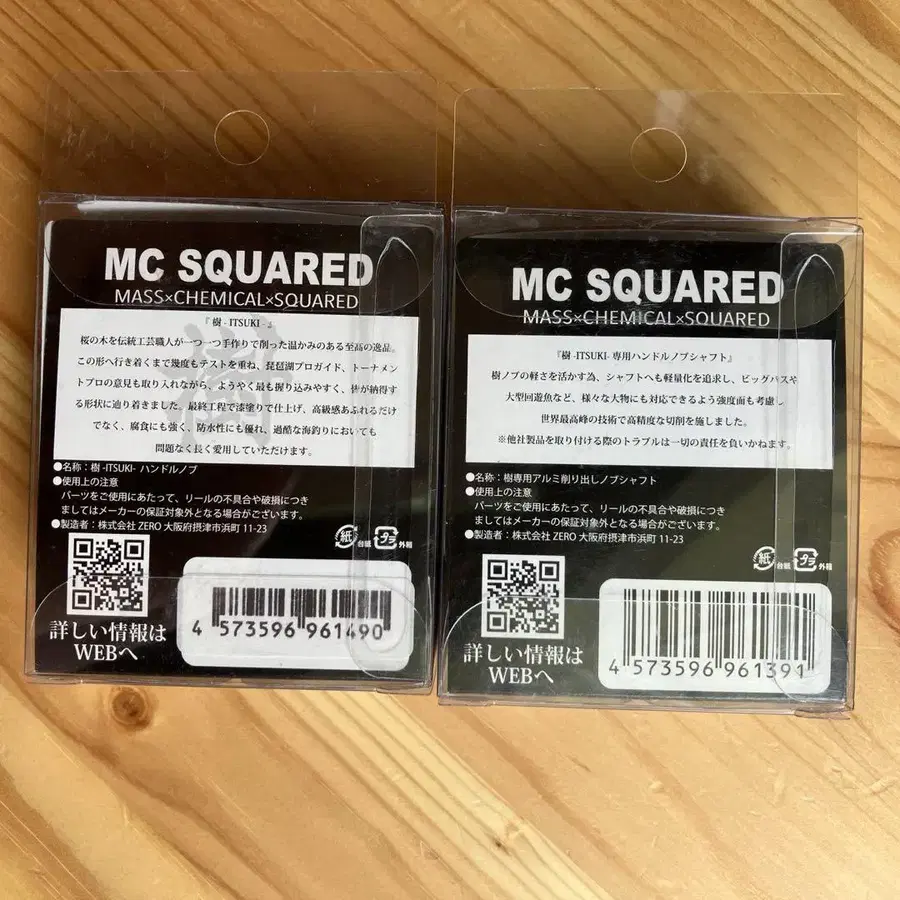 MC SQUARED
MASS×CHEMICAL×SQUARED
『 樹 - ITSUKI - 』
桜の木を伝統工芸職人が一つ一つ手作りで削った温かみのある至高の逸品。
この形へ行き着くまで幾度もテストを重ね、琵琶湖プロガイド、トーナメン
トプロの意見も取り入れながら、ようやく最も握り込みやすく、皆が納得す
る形状に辿り着きました。最終工程で漆塗りで仕上げ、高級感あふれるだけ
でなく、腐食にも強く、防水性にも優れ、過酷な海釣りにおいても
問題なく長く愛用していただけます。
●名称：樹 -ITSUKI- ハンドルノブ
●使用上の注意
パーツをご使用にあたって、リールの不具合や破損につき
ましてはメーカーの保証対象外となる場合がございます。
●製造者：株式会社 ZERO 大阪府摂津市浜町 11-23
紙 台紙 プラ 外箱
詳しい情報は
WEBへ
4 573596 961490
MC SQUARED
MASS×CHEMICAL×SQUARED
『樹 -ITSUKI- 専用ハンドルノブシャフト』
樹ノブの軽さを活かす為、シャフトへも軽量化を追求し、ビッグバスや
大型回遊魚など、様々な大物にも対応できるよう強度面も考慮し
世界最高峰の技術で高精度な切削を施しました。
※他社製品を取り付ける際のトラブルは一切の責任を負いかねます。
●名称：樹専用アルミ削り出しノブシャフト
●使用上の注意
パーツをご使用にあたって、リールの不具合や破損につき
ましてはメーカーの保証対象外となる場合がございます。
●製造者：株式会社 ZERO 大阪府摂津市浜町 11-23
紙 台紙 プラ 外箱
詳しい情報は
WEBへ
4 573596 961391